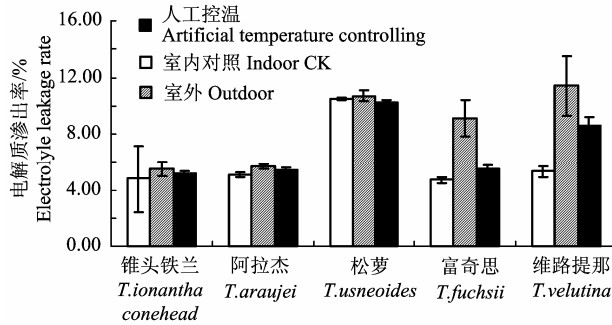 人工控温
Artificial temperature controlling
室内对照 Indoor CK
室外 Outdoor
电解质渗出率/%
Electrolyle leakage rate
16.00
12.00
8.00
4.00
0.00
锥头铁兰
T.ionantha
conehead
阿拉杰
T.araujei
松萝
T.usneoides
富奇思
T.fuchsii
维路提那
T.velutina